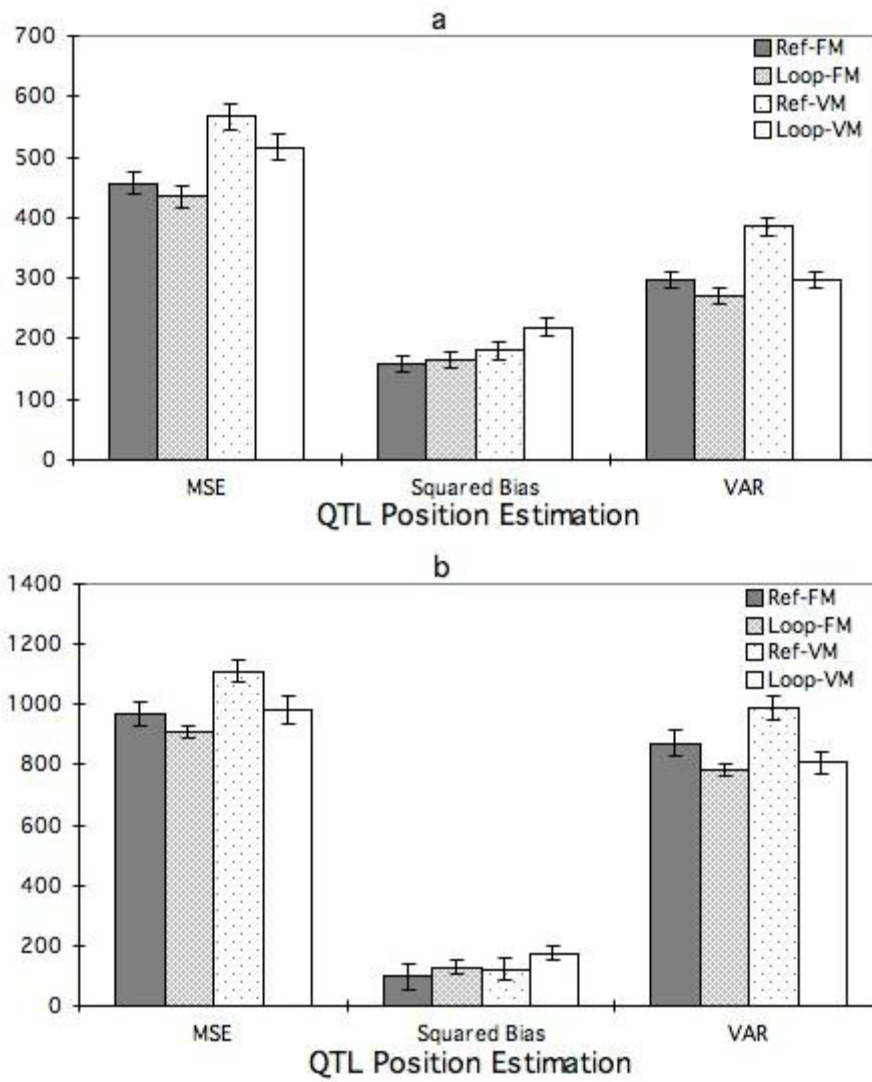 a
700
600
500
400
300
200
100
0
Ref-FM
Loop-FM
Ref-VM
Loop-VM
MSE Squared Bias VAR
QTL Position Estimation
b
1400
1200
1000
800
600
400
200
0
Ref-FM
Loop-FM
Ref-VM
Loop-VM
MSE Squared Bias VAR
QTL Position Estimation